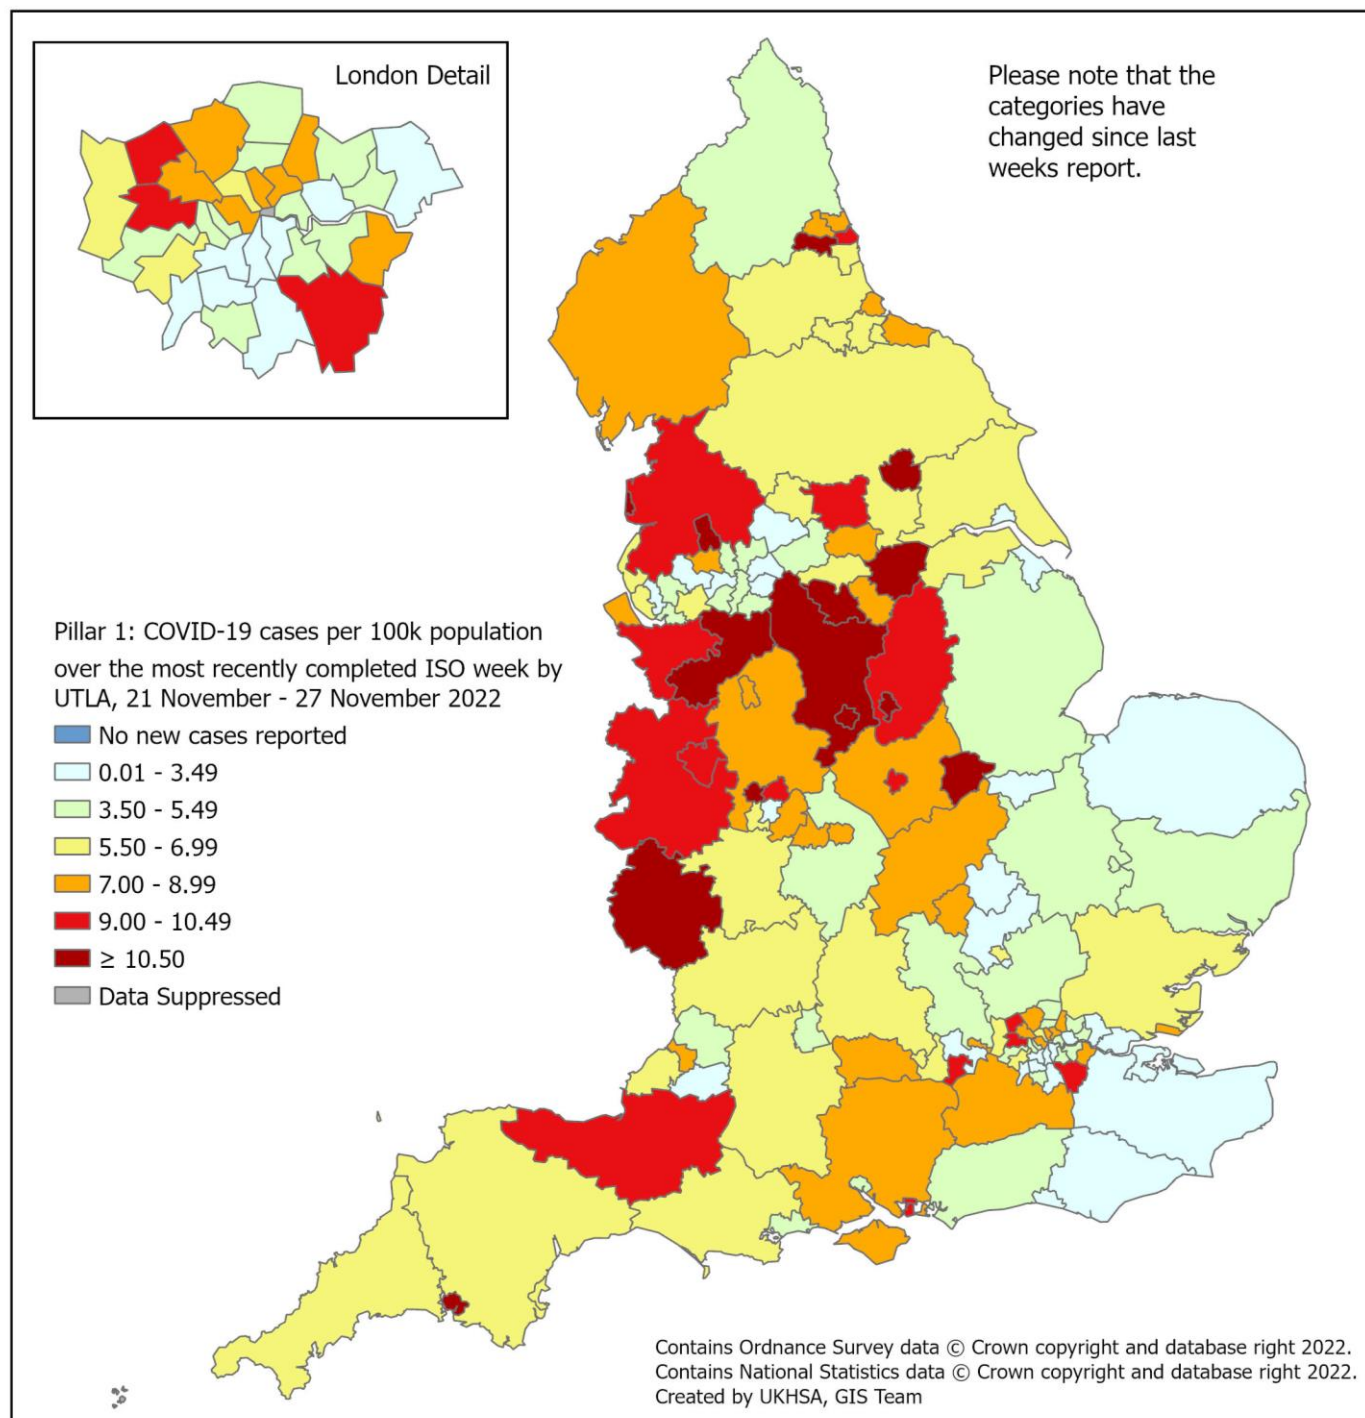 London Detail
Please note that the
categories have
changed since last
weeks report.
Pillar 1: COVID-19 cases per 100k population
over the most recently completed ISO week by
UTLA, 21 November - 27 November 2022
No new cases reported
0.01 - 3.49
3.50 - 5.49
5.50 - 6.99
7.00 - 8.99
9.00 - 10.49
≥ 10.50
Data Suppressed
Contains Ordnance Survey data © Crown copyright and database right 2022.
Contains National Statistics data © Crown copyright and database right 2022.
Created by UKHSA, GIS Team